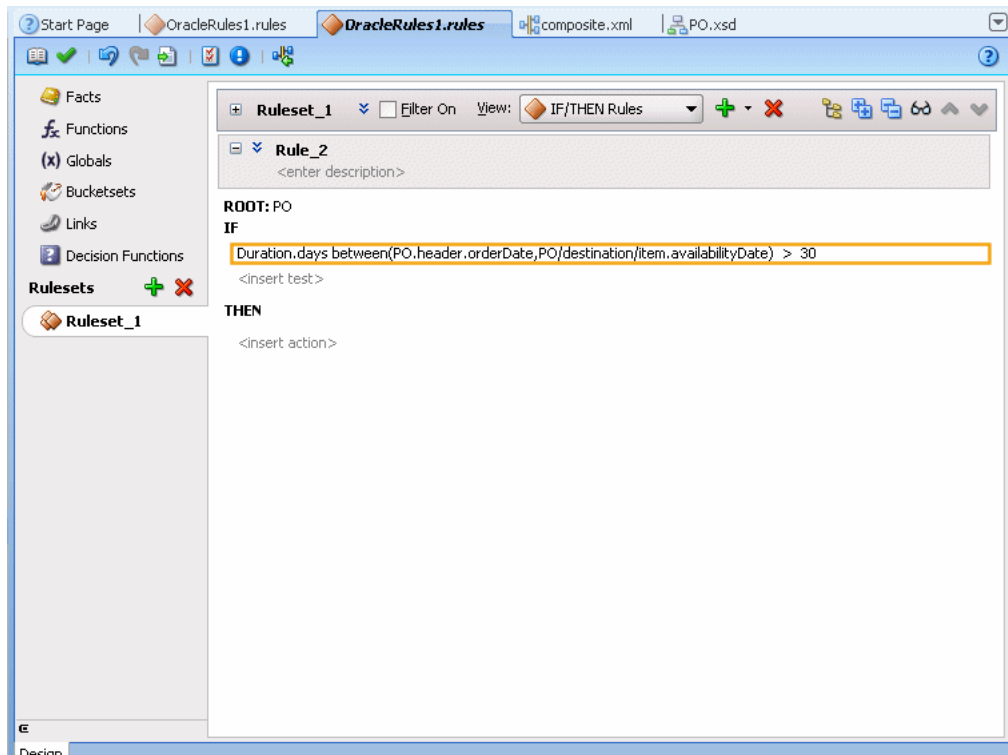 Start Page OracleRules1.rules OracleRules1.rules composite.xml PO.xsd
Facts
Functions
(x) Globals
Bucketsets
Links
Decision Functions
Rulesets
Ruleset_1
Ruleset_1 Filter On View: IF/THEN Rules
Rule_2
<enter description>
ROOT: PO
IF
Duration.days between(PO.header.orderDate,PO/destination/item.availabilityDate) > 30
<insert test>
THEN
<insert action>
Design